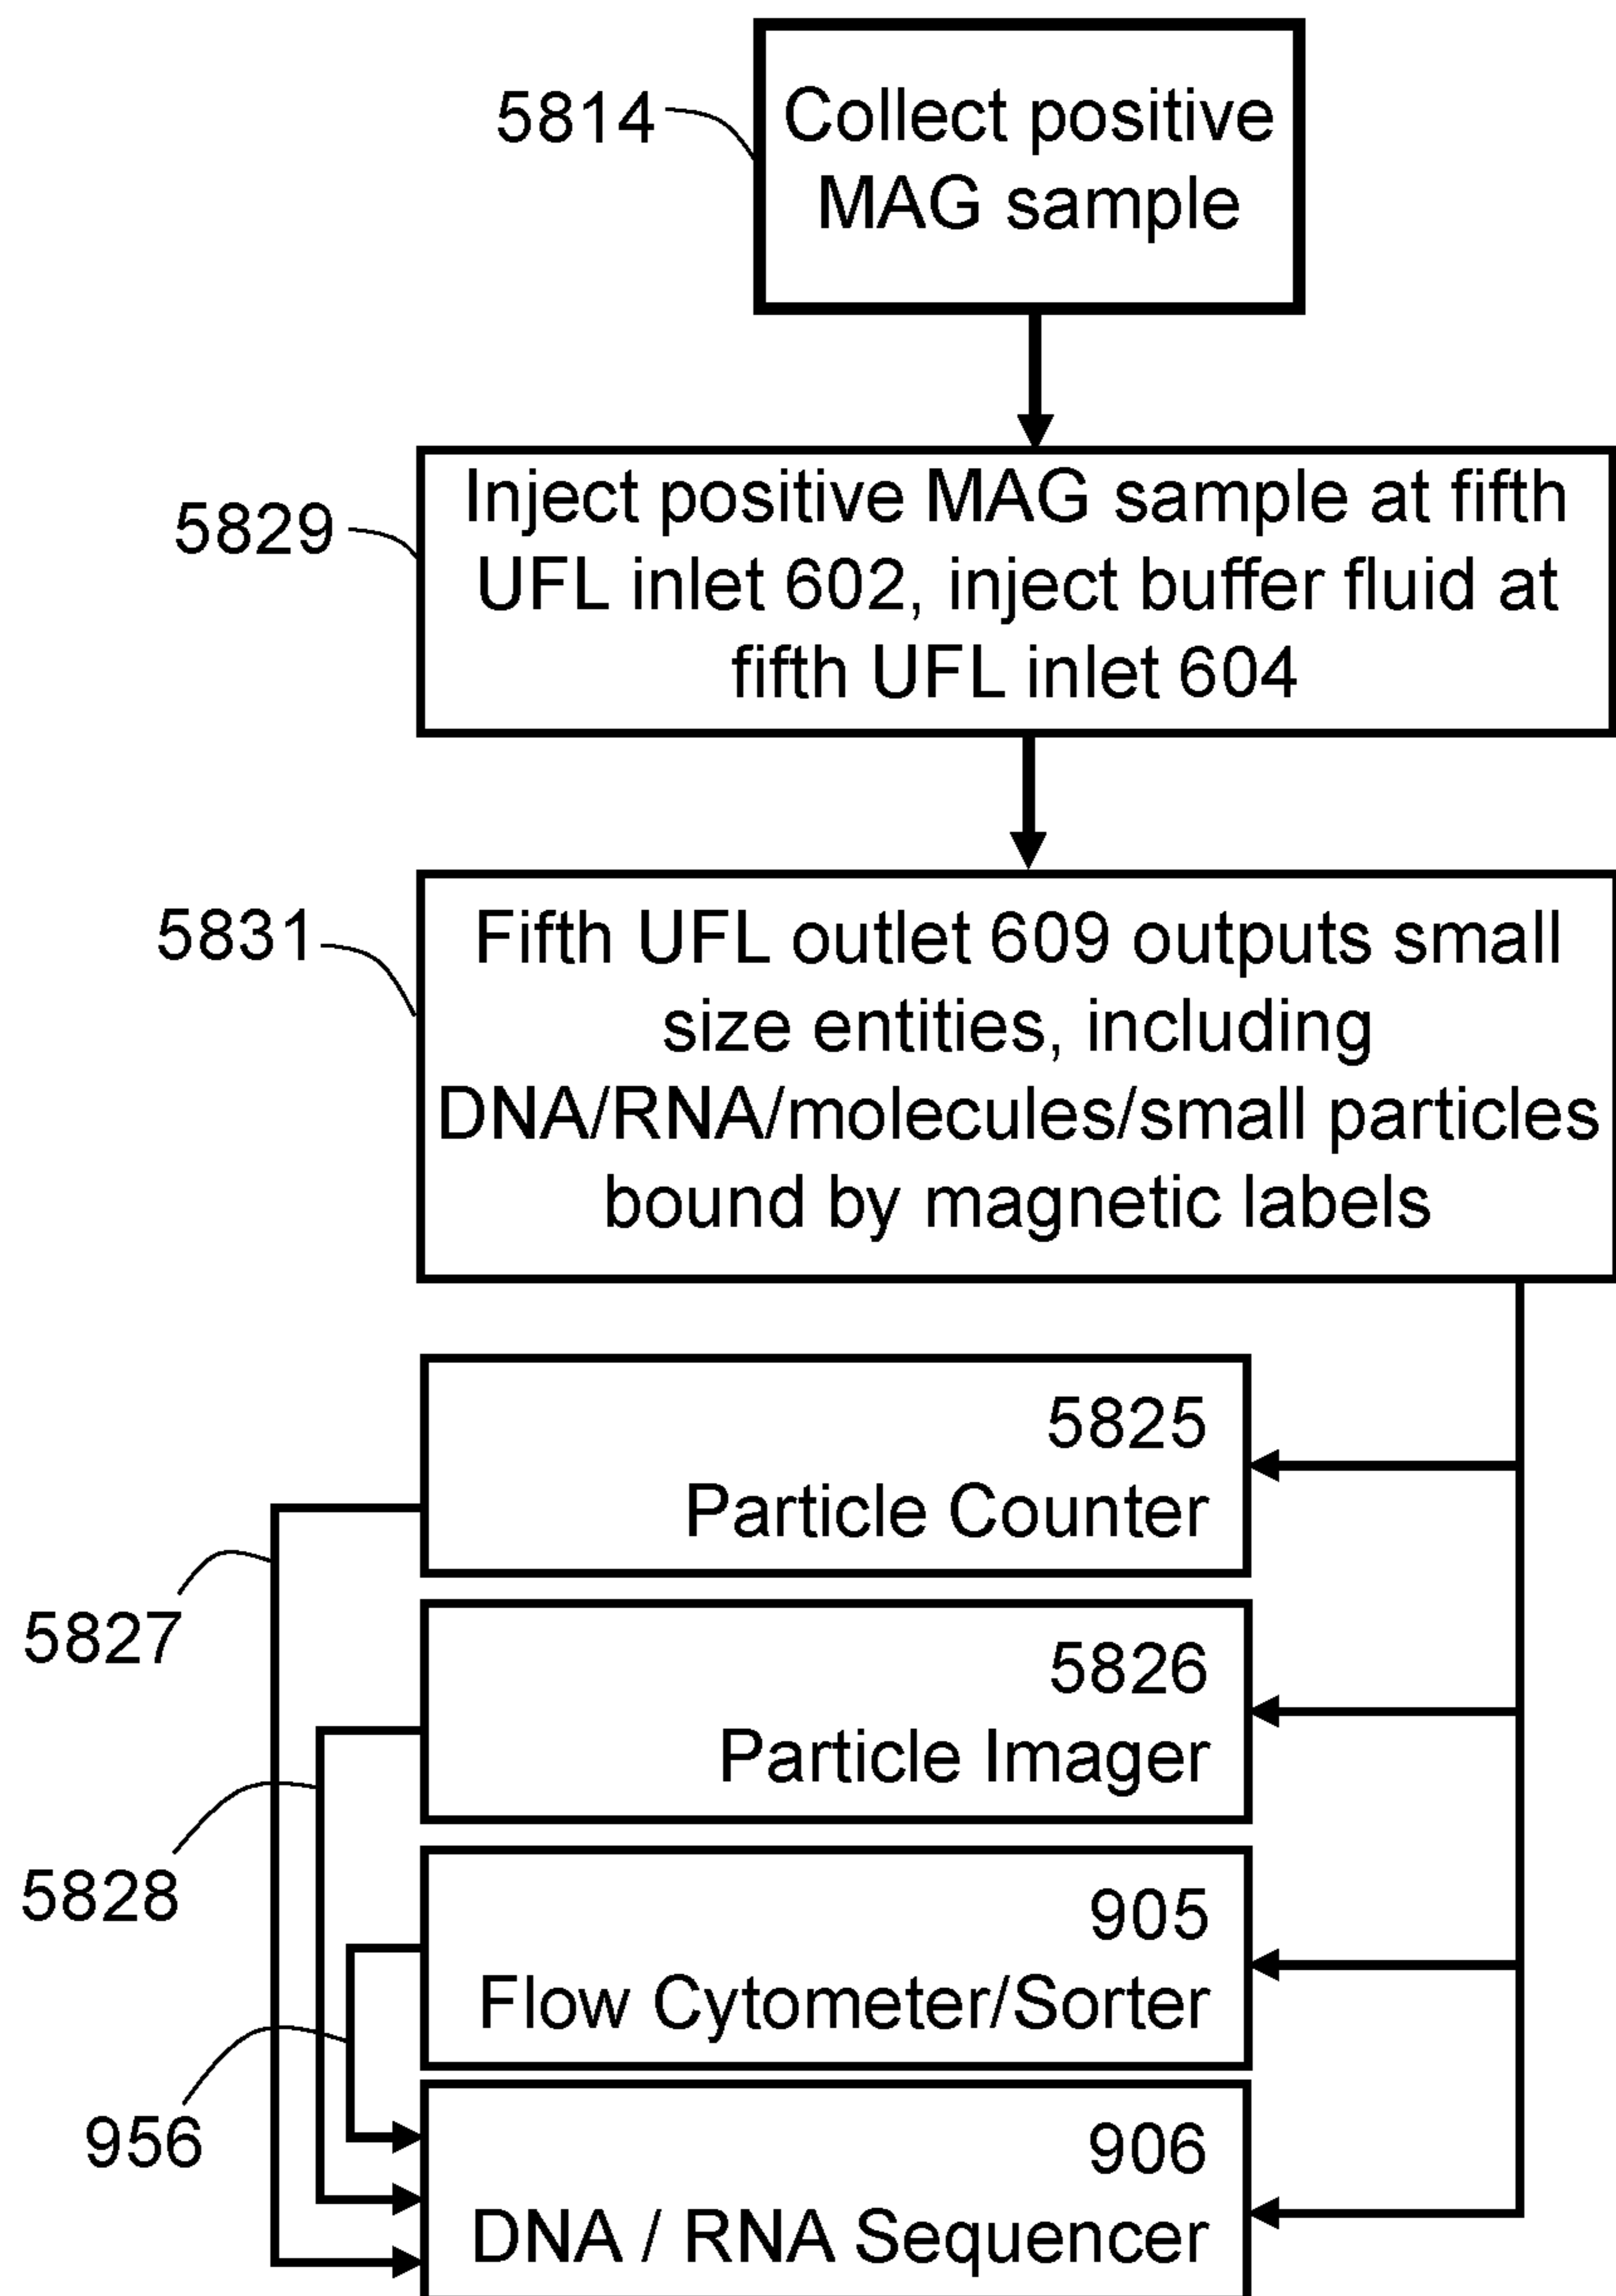 5814
Collect positive
MAG sample
5829
Inject positive MAG sample at fifth
UFL inlet 602, inject buffer fluid at
fifth UFL inlet 604
5831
Fifth UFL outlet 609 outputs small
size entities, including
DNA/RNA/molecules/small particles
bound by magnetic labels
5825
Particle Counter
5827
5826
Particle Imager
5828
905
Flow Cytometer/Sorter
956
906
DNA / RNA Sequencer